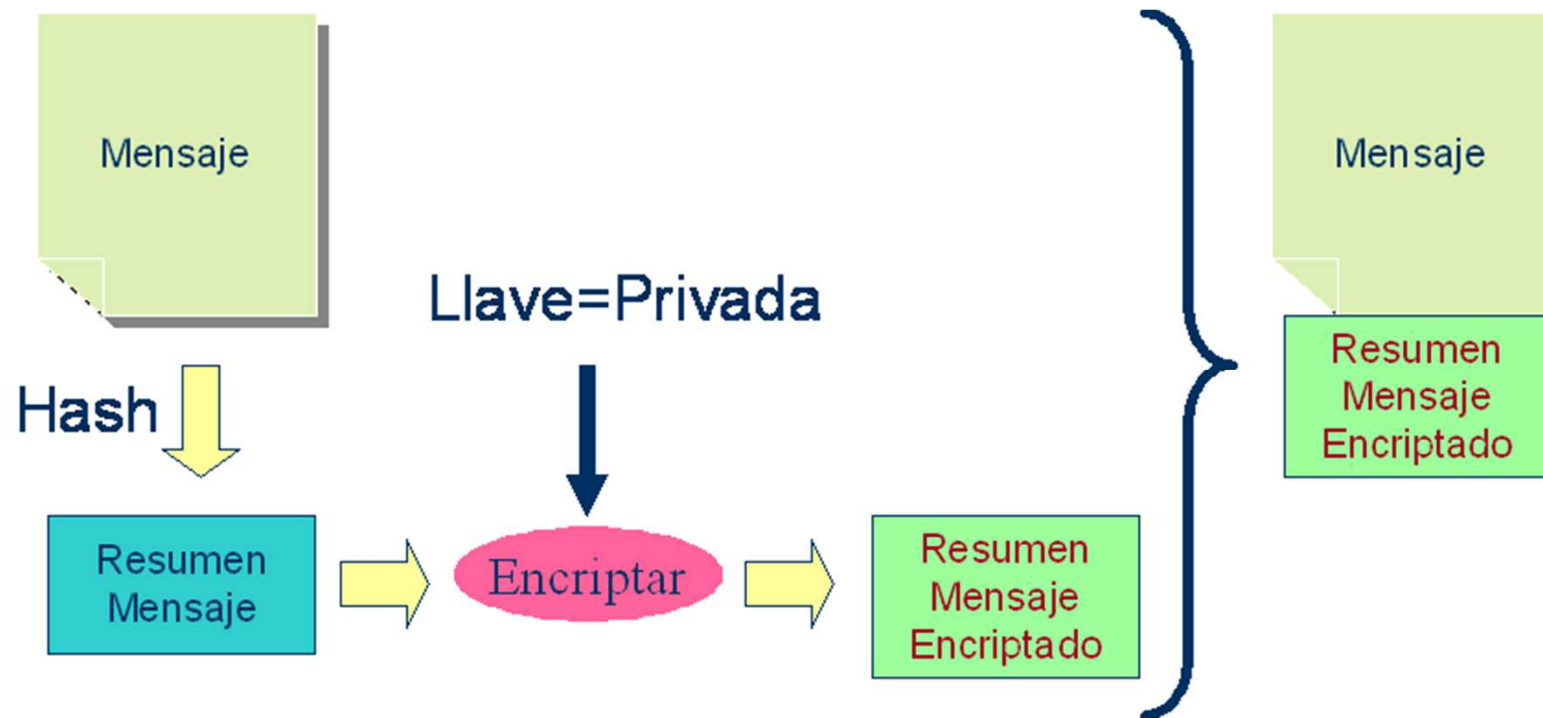 Mensaje
Mensaje
Llave=Privada
Hash
Resumen
Mensaje
Encriptado
Resumen
Mensaje
Encriptar
Resumen
Mensaje
Encriptado